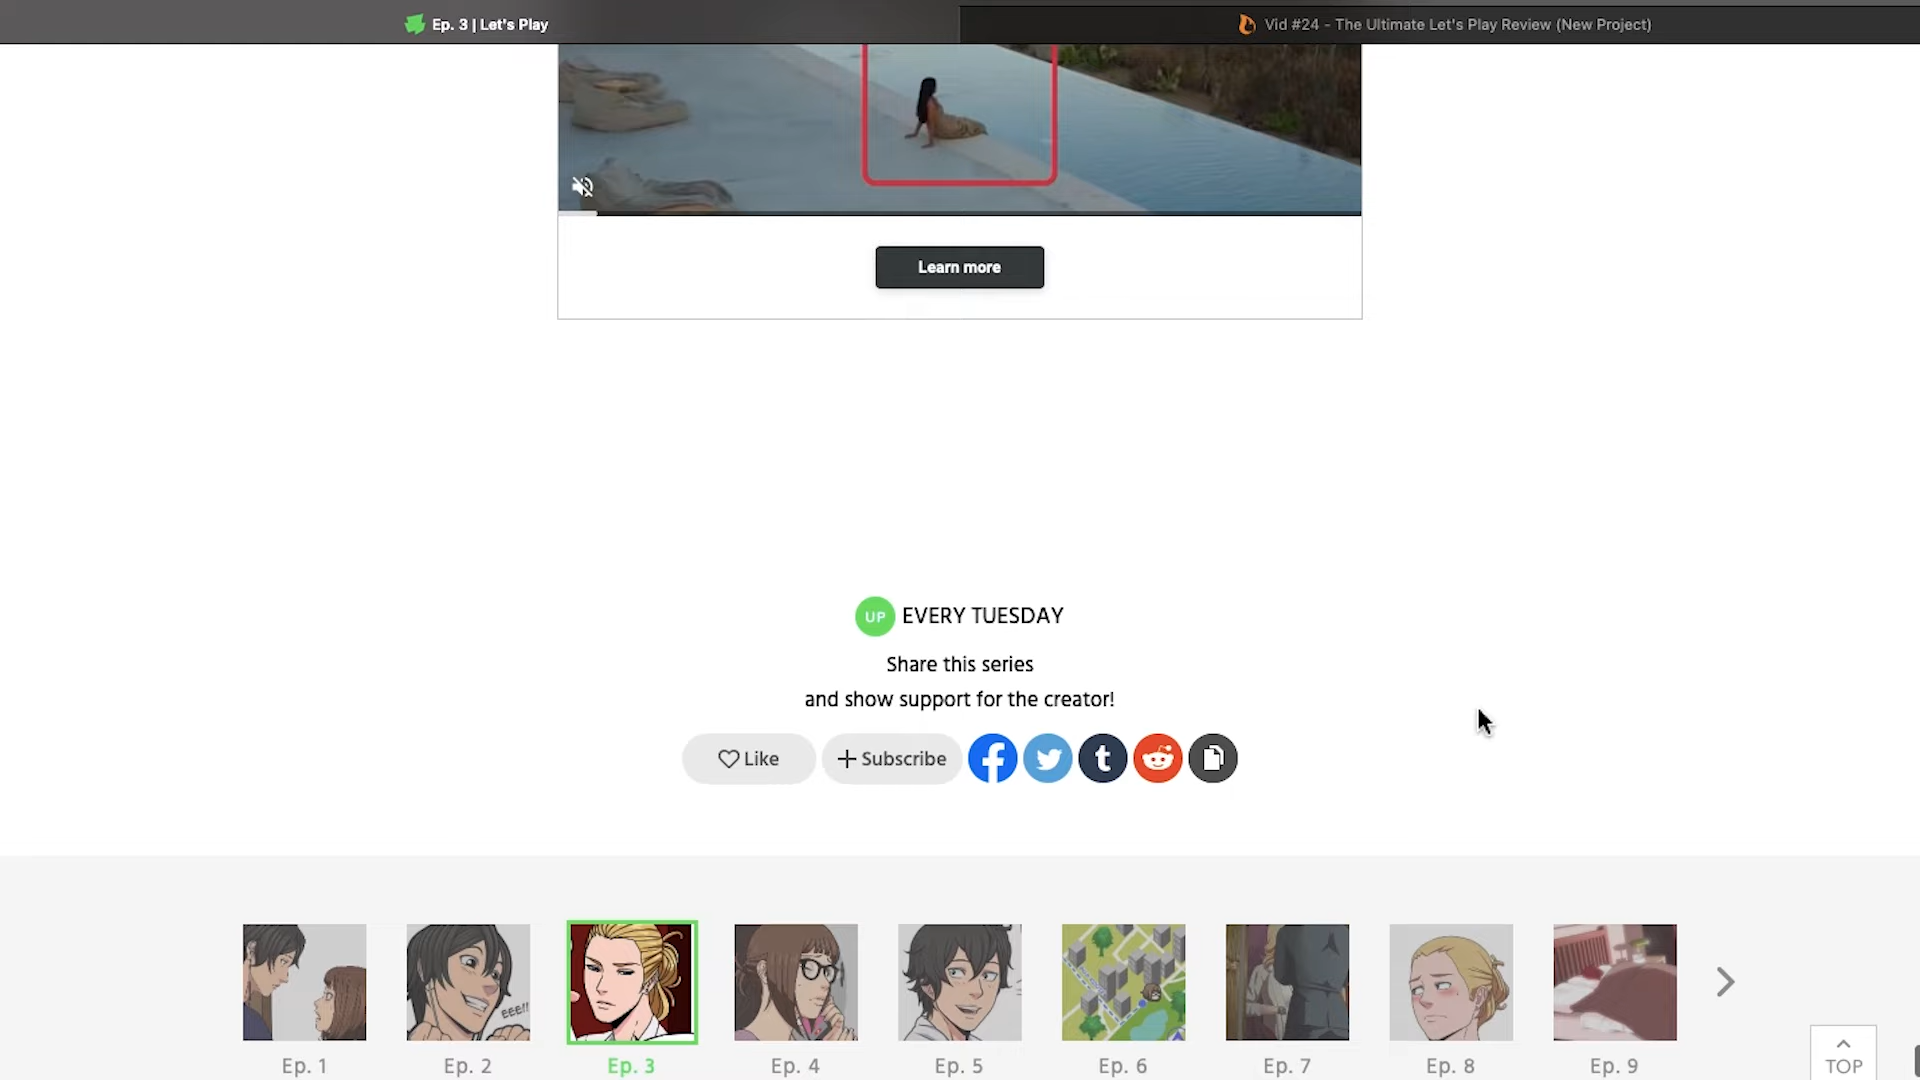 Ep. 3 | Let's Play
Vid #24 - The Ultimate Let's Play Review (New Project)
Learn more
UP EVERY TUESDAY
Share this series
and show support for the creator!
Like
+ Subscribe
eee!!
Ep. 1
Ep. 2
Ep. 3
Ep. 4
Ep. 5
Ep. 6
Ep. 7
Ep. 8
Ep. 9
TOP